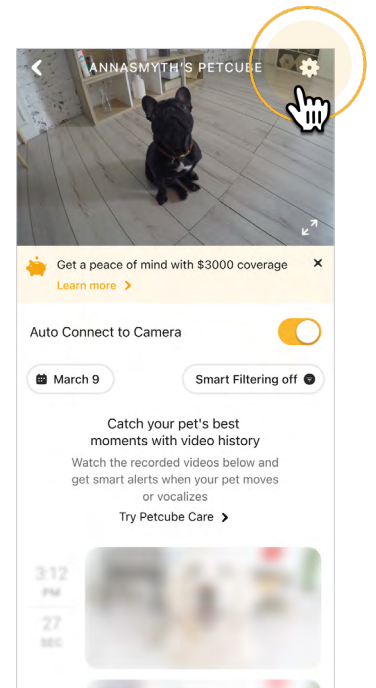 ANNASMYTH'S PETCUBE
Get a peace of mind with $3000 coverage
Learn more
Auto Connect to Camera
March 9
Smart Filtering off
Catch your pet's best
moments with video history
Watch the recorded videos below and
get smart alerts when your pet moves
or vocalizes
Try Petcube Care
3:12
PM
27
SEC